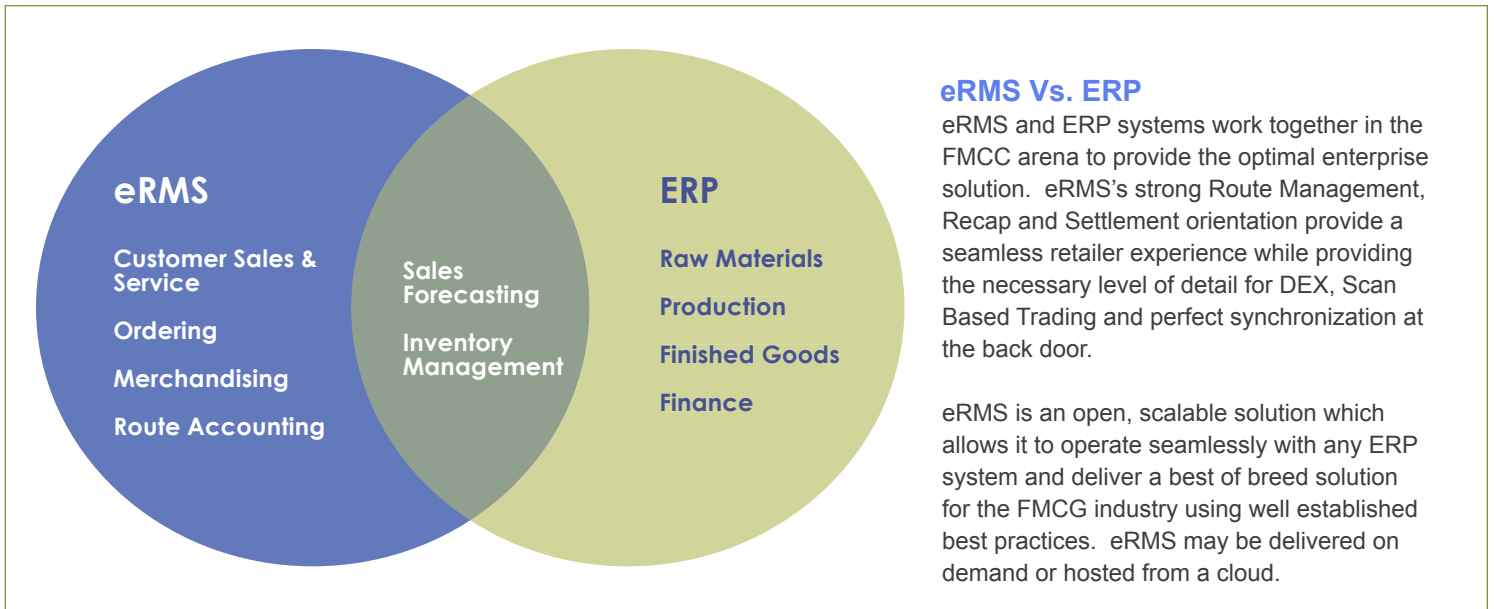 eRMS
Customer Sales &
Service
Ordering
Merchandising
Route Accounting
Sales
Forecasting
Inventory
Management
ERP
Raw Materials
Production
Finished Goods
Finance
eRMS Vs. ERP
eRMS and ERP systems work together in the
FMCC arena to provide the optimal enterprise
solution.  eRMS's strong Route Management,
Recap and Settlement orientation provide a
seamless retailer experience while providing
the necessary level of detail for DEX, Scan
Based Trading and perfect synchronization at
the back door.
eRMS is an open, scalable solution which
allows it to operate seamlessly with any ERP
system and deliver a best of breed solution
for the FMCG industry using well established
best practices.  eRMS may be delivered on
demand or hosted from a cloud.